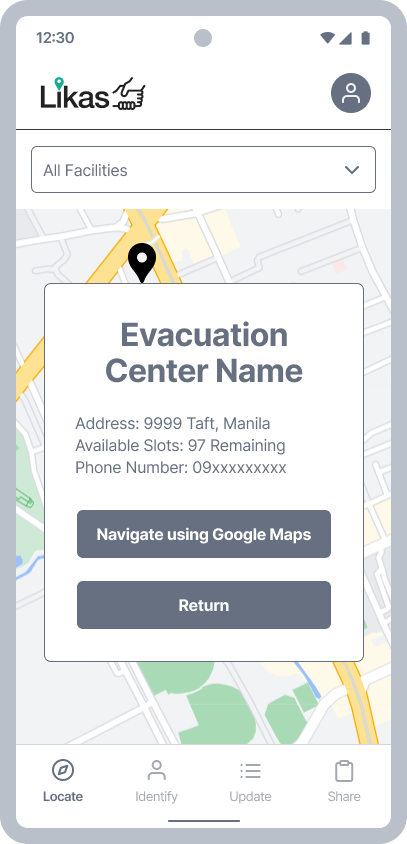 12:30
Likas
All Facilities
Evacuation
Center Name
Address: 9999 Taft, Manila
Available Slots: 97 Remaining
Phone Number: 09xxxxxxxxx
Navigate using Google Maps
Return
Locate
Identify
Update
Share